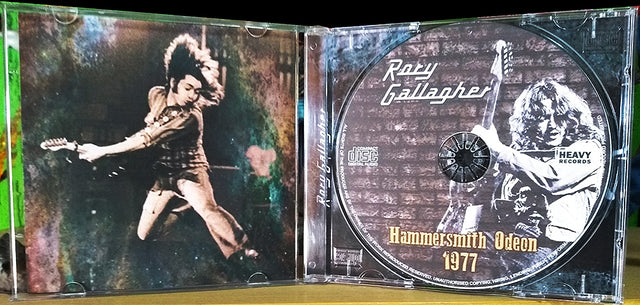 Rory
Gallagher
Rory Gallagher
COMPACT
disc
DIGITAL AUDIO
HEAVY
RECORDS
Hammersmith Odeon
1977